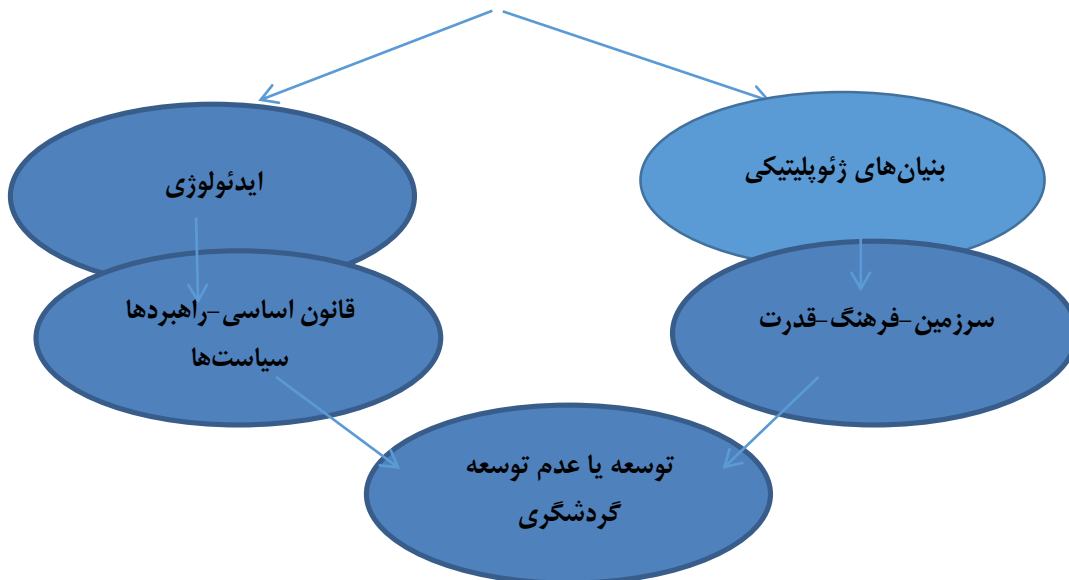 بنیان‌های ژئوپلیتیکی
ایدئولوژی
سرزمین-فرهنگ-قدرت
قانون اساسی-راهبردها
سیاست‌ها
توسعه یا عدم توسعه
گردشگری